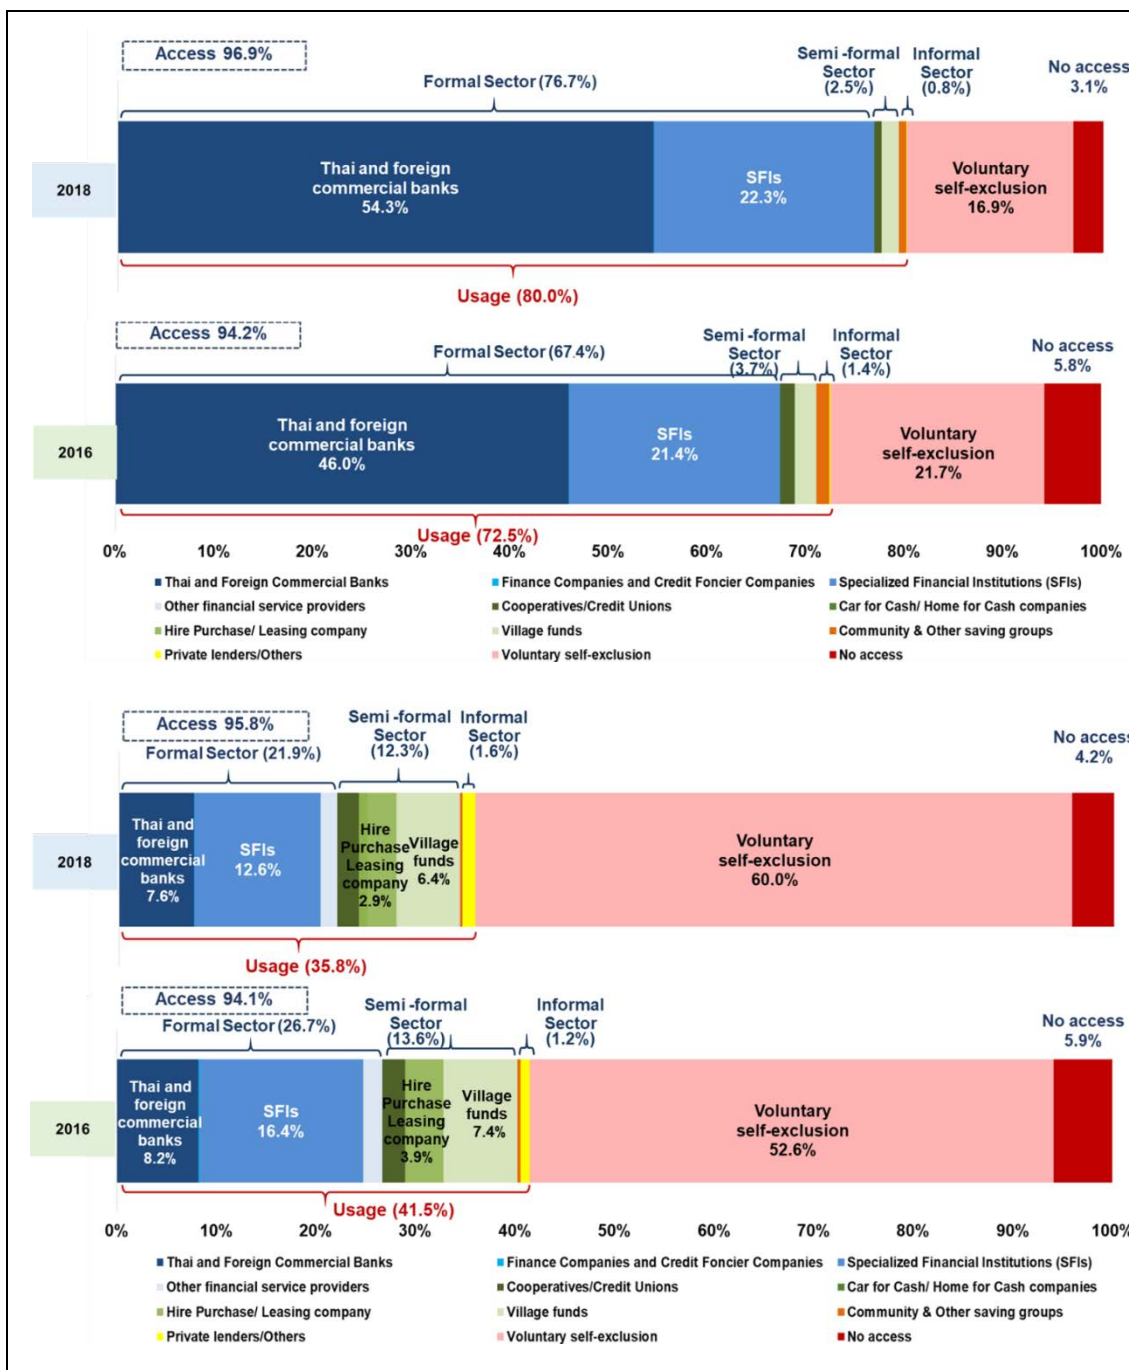 Access 96.9%
Formal Sector (76.7%)
Semi -formal
Sector
(2.5%)
Informal
Sector
(0.8%)
No access
3.1%
2018
Thai and foreign
commercial banks
54.3%
SFIs
22.3%
Voluntary
self-exclusion
16.9%
Usage (80.0%)
Access 94.2%
Formal Sector (67.4%)
Semi -formal
Sector
(3.7%)
Informal
Sector
(1.4%)
No access
5.8%
2016
Thai and foreign
commercial banks
46.0%
SFIs
21.4%
Voluntary
self-exclusion
21.7%
Usage (72.5%)
0% 10% 20% 30% 40% 50% 60% 70% 80% 90% 100%
Thai and Foreign Commercial Banks
Finance Companies and Credit Foncier Companies
Specialized Financial Institutions (SFIs)
Other financial service providers
Cooperatives/Credit Unions
Car for Cash/ Home for Cash companies
Hire Purchase/ Leasing company
Village funds
Community & Other saving groups
Private lenders/Others
Voluntary self-exclusion
No access
Access 95.8%
Formal Sector (21.9%)
Semi -formal
Sector
(12.3%)
Informal
Sector
(1.6%)
No access
4.2%
2018
Thai and
foreign
commercial
banks
7.6%
SFIs
12.6%
Hire
Purchase
Leasing
company
2.9%
Village
funds
6.4%
Voluntary
self-exclusion
60.0%
Usage (35.8%)
Access 94.1%
Formal Sector (26.7%)
Semi -formal
Sector
(13.6%)
Informal
Sector
(1.2%)
No access
5.9%
2016
Thai and
foreign
commercial
banks
8.2%
SFIs
16.4%
Hire
Purchase
Leasing
company
3.9%
Village
funds
7.4%
Voluntary
self-exclusion
52.6%
Usage (41.5%)
0% 10% 20% 30% 40% 50% 60% 70% 80% 90% 100%
Thai and Foreign Commercial Banks
Finance Companies and Credit Foncier Companies
Specialized Financial Institutions (SFIs)
Other financial service providers
Cooperatives/Credit Unions
Car for Cash/ Home for Cash companies
Hire Purchase/ Leasing company
Village funds
Community & Other saving groups
Private lenders/Others
Voluntary self-exclusion
No access